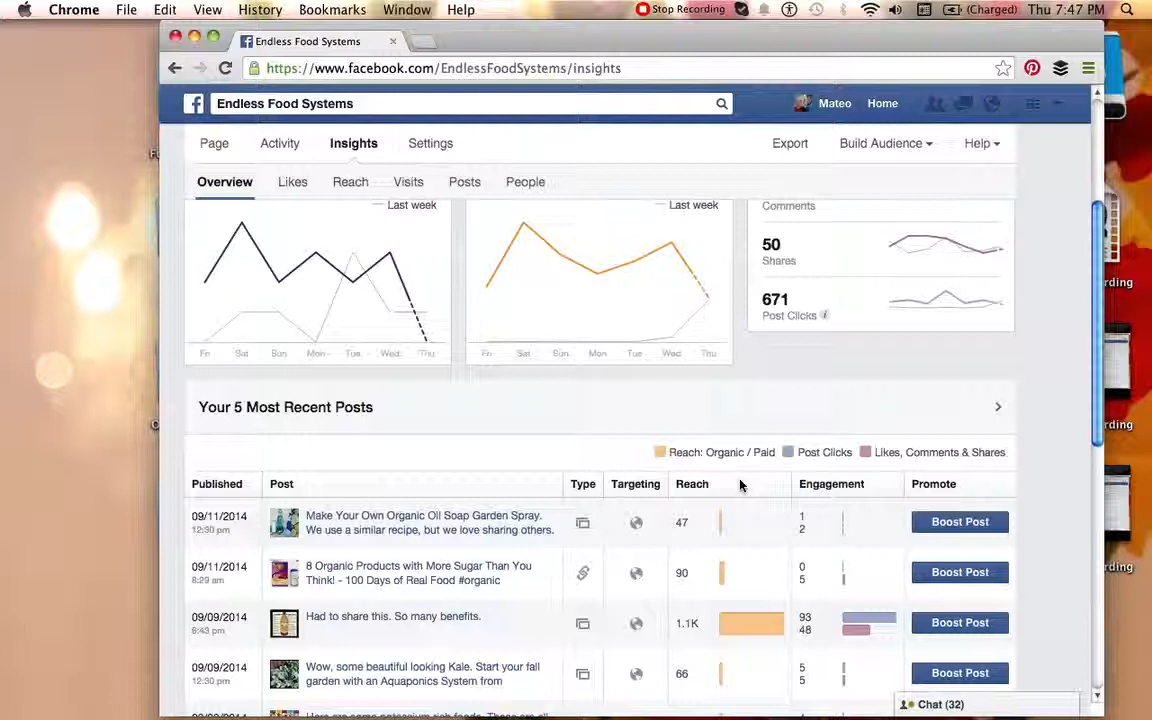 Chrome File Edit View History Bookmarks Window Help Stop Recording (Charged) Thu 7:47 PM
Endless Food Systems
https://www.facebook.com/EndlessFoodSystems/insights
Endless Food Systems Mateo Home
Page Activity Insights Settings Export Build Audience Help
Overview Likes Reach Visits Posts People
Last week Last week Comments
50
Shares
671
Post Clicks
Fri Sat Sun Mon Tue Wed Thu Fri Sat Sun Mon Tue Wed Thu
Your 5 Most Recent Posts
Reach: Organic / Paid Post Clicks Likes, Comments & Shares
Published Post Type Targeting Reach Engagement Promote
09/11/2014 Make Your Own Organic Oil Soap Garden Spray. 47 1 Boost Post
12:30 pm We use a similar recipe, but we love sharing others. 2
09/11/2014 8 Organic Products with More Sugar Than You 90 0 Boost Post
6:29 am Think! - 100 Days of Real Food #organic 5
09/09/2014 Had to share this. So many benefits. 1.1K 93 Boost Post
6:43 pm 48
09/09/2014 Wow, some beautiful looking Kale. Start your fall 66 5 Boost Post
12:30 pm garden with an Aquaponics System from 5
Chat (32)
rding
rding
rding